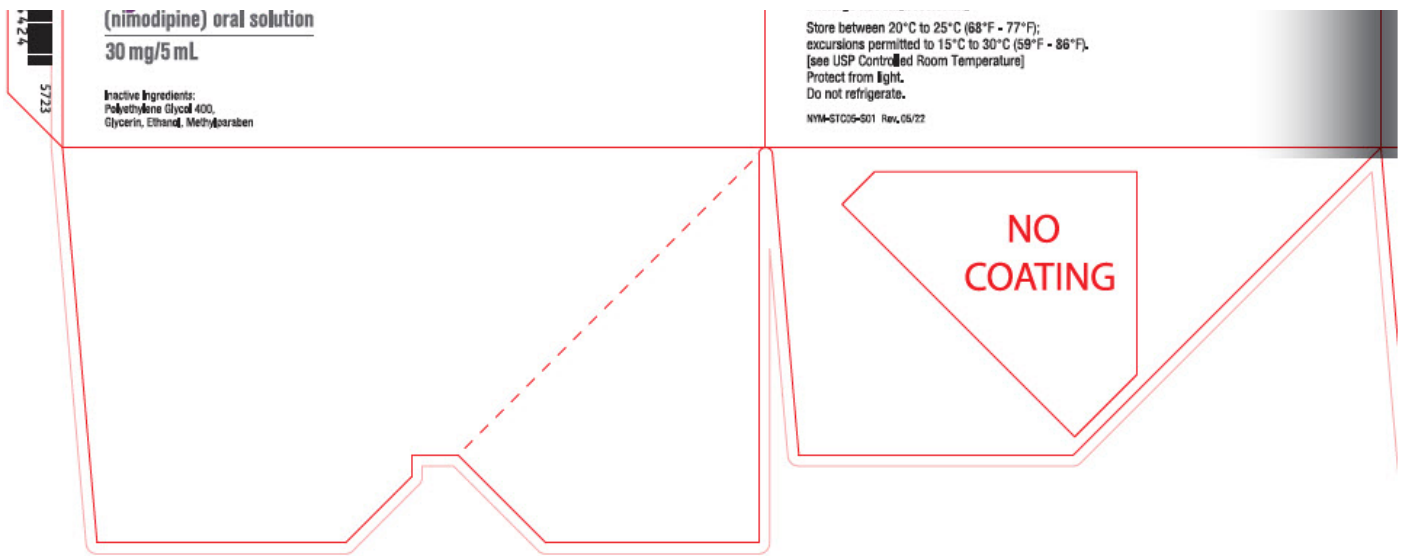 (nimodipine) oral solution
30 mg/5 mL
Inactive Ingredients:
Polyethylene Glycol 400,
Glycerin, Ethanol, Methylparaben
5723
Store between 20°C to 25°C (68°F - 77°F);
excursions permitted to 15°C to 30°C (59°F - 86°F).
[see USP Controlled Room Temperature]
Protect from light.
Do not refrigerate.
NYM-STC05-S01 Rev. 05/22
NO
COATING